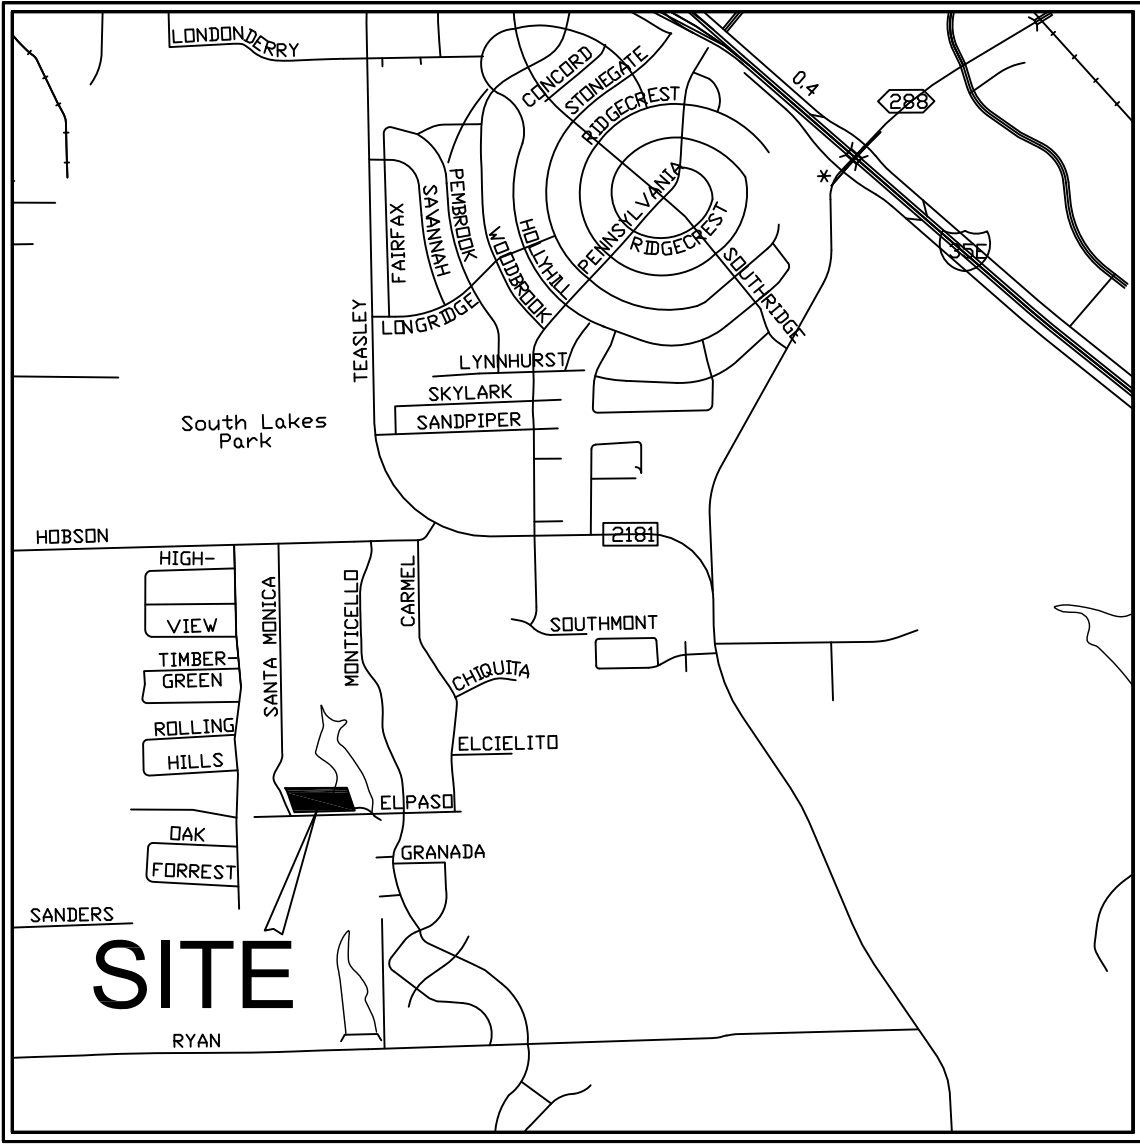 LONDONDERRY
CONCORD
STONEGATE
0.4
288
RIDGECREST
PENNSYLVANIA
PEMBROOK
SAVANNAH
FAIRFAX
HOLLYHILL
WOODBROOK
RIDGECREST
SOUTHRIDGE
35E
LONGRIDGE
TEASLEY
LYNNHURST
SKYLARK
SANDPIPER
South Lakes
Park
HOBSON
2181
HIGH-
VIEW
SANTA MONICA
MONTICELLO
CARMEL
SOUTHMONT
TIMBER-
GREEN
CHIQUITA
ROLLING
HILLS
ELCIELITO
ELPASO
OAK
FORREST
GRANADA
SANDERS
SITE
RYAN